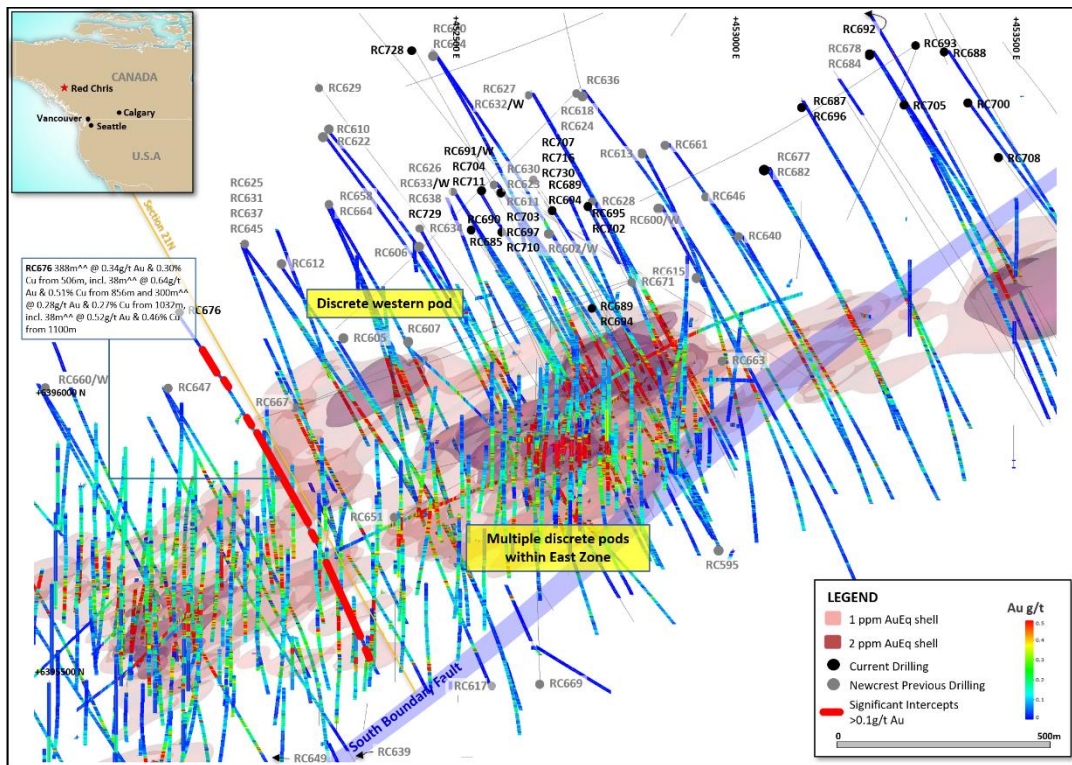 CANADA
Red Chris
Vancouver
Calgary
Seattle
U.S.A
+452500 E
+453000 E
+453500 E
RC728
RC629
RC627
RC632/W
RC636
RC618
RC624
RC692
RC678
RC684
RC693
RC688
RC687
RC696
RC705
RC700
RC708
RC610
RC622
RC691/W
RC704
RC711
RC707
RC716
RC730
RC689
RC694
RC613
RC661
RC677
RC682
RC626
RC633/W
RC638
RC729
RC634
RC630
RC623
RC611
RC703
RC697
RC710
RC690
RC685
RC628
RC695
RC702
RC602/W
RC600/W
RC646
RC640
RC625
RC631
RC637
RC645
RC658
RC664
RC606
RC612
RC615
RC671
Section 21N
RC676 388m^^ @ 0.34g/t Au & 0.30%
Cu from 506m, incl. 38m^^ @ 0.64g/t
Au & 0.51% Cu from 856m and 300m^^
@ 0.28g/t Au & 0.27% Cu from 1032m,
incl. 38m^^ @ 0.52g/t Au & 0.46% Cu
from 1100m
RC676
Discrete western pod
RC689
RC694
RC605
RC607
RC663
RC660/W
RC647
+6396000 N
RC667
RC651
Multiple discrete pods
within East Zone
RC595
+6395500 N
RC617
RC669
South Boundary Fault
RC649
RC639
LEGEND
Au g/t
1 ppm AuEq shell
2 ppm AuEq shell
Current Drilling
Newcrest Previous Drilling
Significant Intercepts
>0.1g/t Au
0.5
0.4
0.3
0.2
0.1
0.0
0
500m